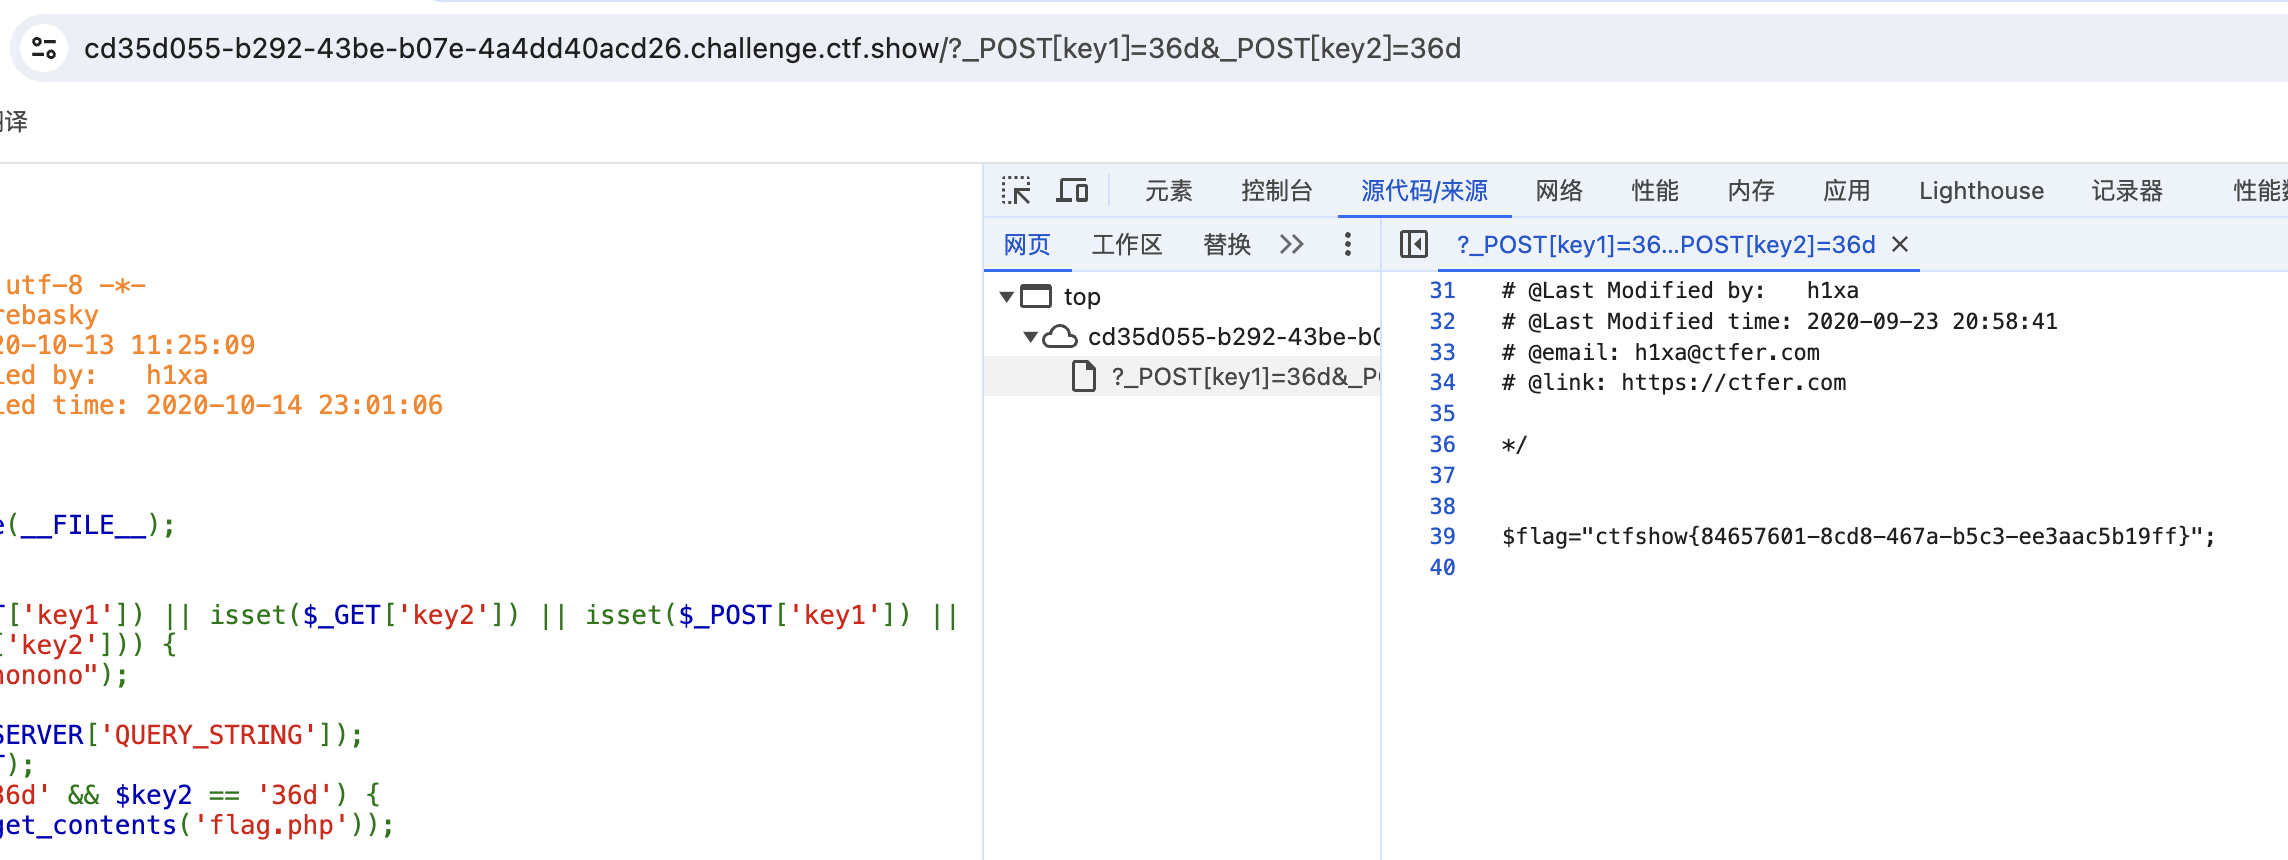 cd35d055-b292-43be-b07e-4a4dd40acd26.challenge.ctf.show/?_POST[key1]=36d&_POST[key2]=36d
译
元素 控制台 源代码/来源 网络 性能 内存 应用 Lighthouse 记录器 性能
网页 工作区 替换 ?_POST[key1]=36…POST[key2]=36d
top
cd35d055-b292-43be-b0
?_POST[key1]=36d&_P
utf-8 -*-
rebasky
20-10-13 11:25:09
ied by:   h1xa
ied time: 2020-10-14 23:01:06
e(__FILE__);
T['key1']) || isset($_GET['key2']) || isset($_POST['key1']) ||
['key2'])) {
nonono");
SERVER['QUERY_STRING']);
T);
36d' && $key2 == '36d') {
get_contents('flag.php'));
31 # @Last Modified by:   h1xa
32 # @Last Modified time: 2020-09-23 20:58:41
33 # @email: h1xa@ctfer.com
34 # @link: https://ctfer.com
35
36 */
37
38
39 $flag="ctfshow{84657601-8cd8-467a-b5c3-ee3aac5b19ff}";
40